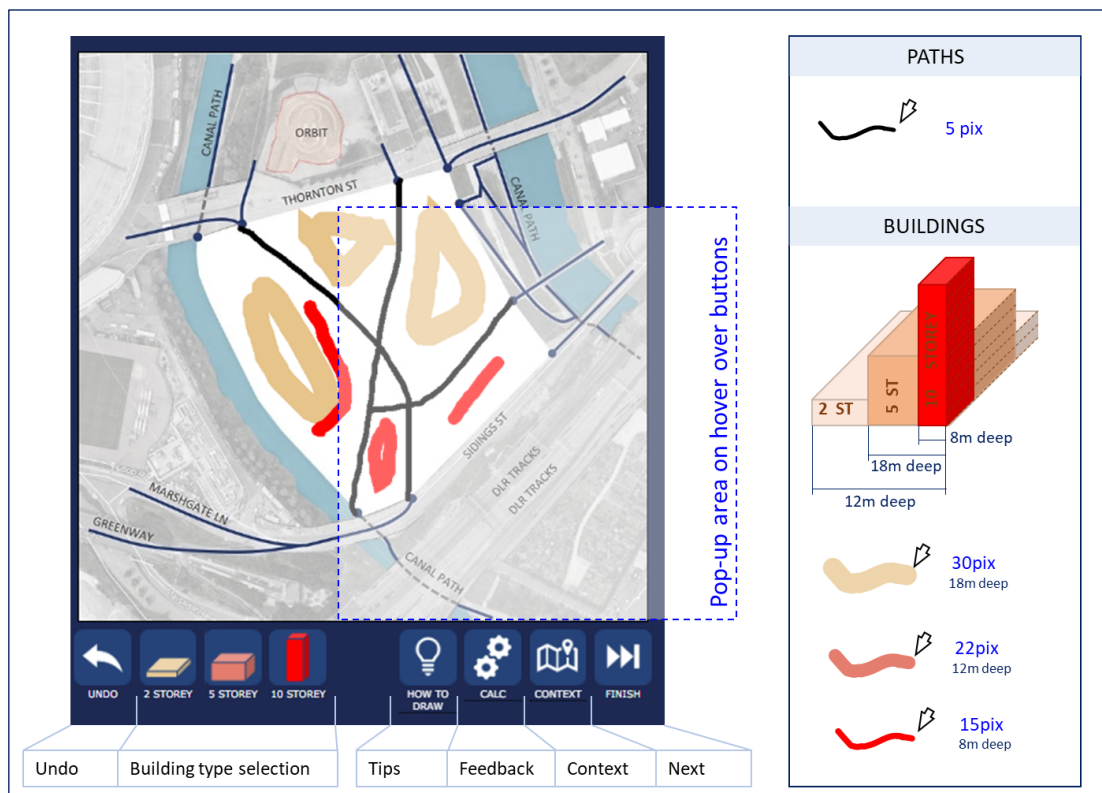 CANAL PATH
ORBIT
THORNTON ST
CANAL PATH
SIDINGS ST
DLR TRACKS
DLR TRACKS
MARSHGATE LN
GREENWAY
CANAL PATH
Pop-up area on hover over buttons
UNDO
2 STOREY
5 STOREY
10 STOREY
HOW TO
DRAW
CALC
CONTEXT
FINISH
Undo
Building type selection
Tips
Feedback
Context
Next
PATHS
5 pix
BUILDINGS
2 ST
5 ST
10 STOREY
8m deep
18m deep
12m deep
30pix
18m deep
22pix
12m deep
15pix
8m deep